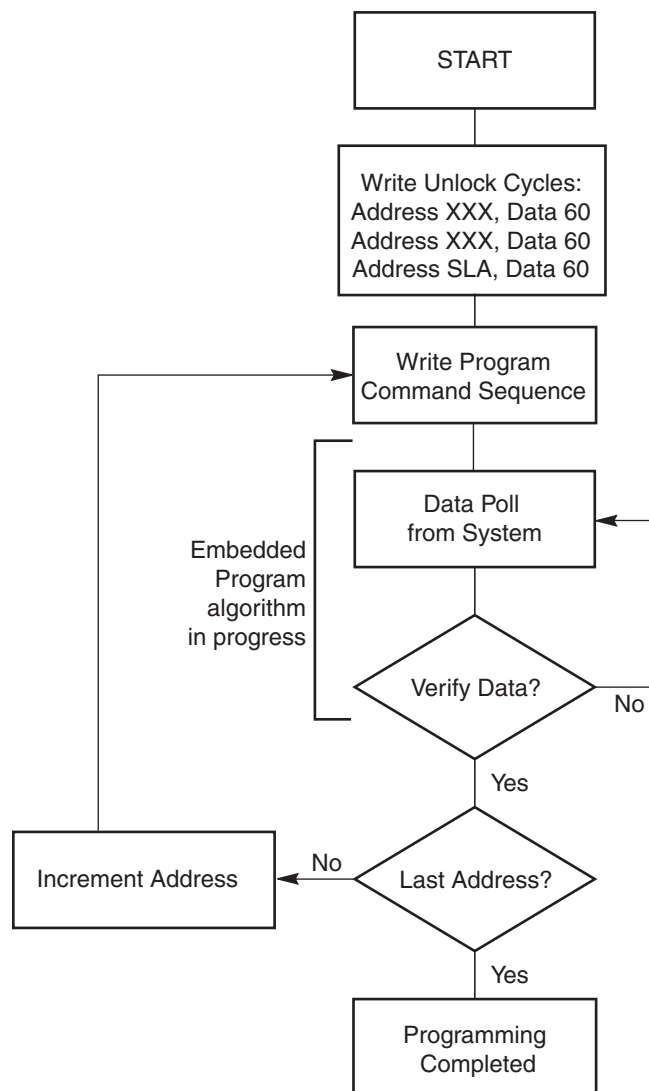 START
Write Unlock Cycles:
Address XXX, Data 60
Address XXX, Data 60
Address SLA, Data 60
Write Program
Command Sequence
Data Poll
from System
Embedded
Program
algorithm
in progress
Verify Data?
No
Yes
Increment Address
No
Last Address?
Yes
Programming
Completed